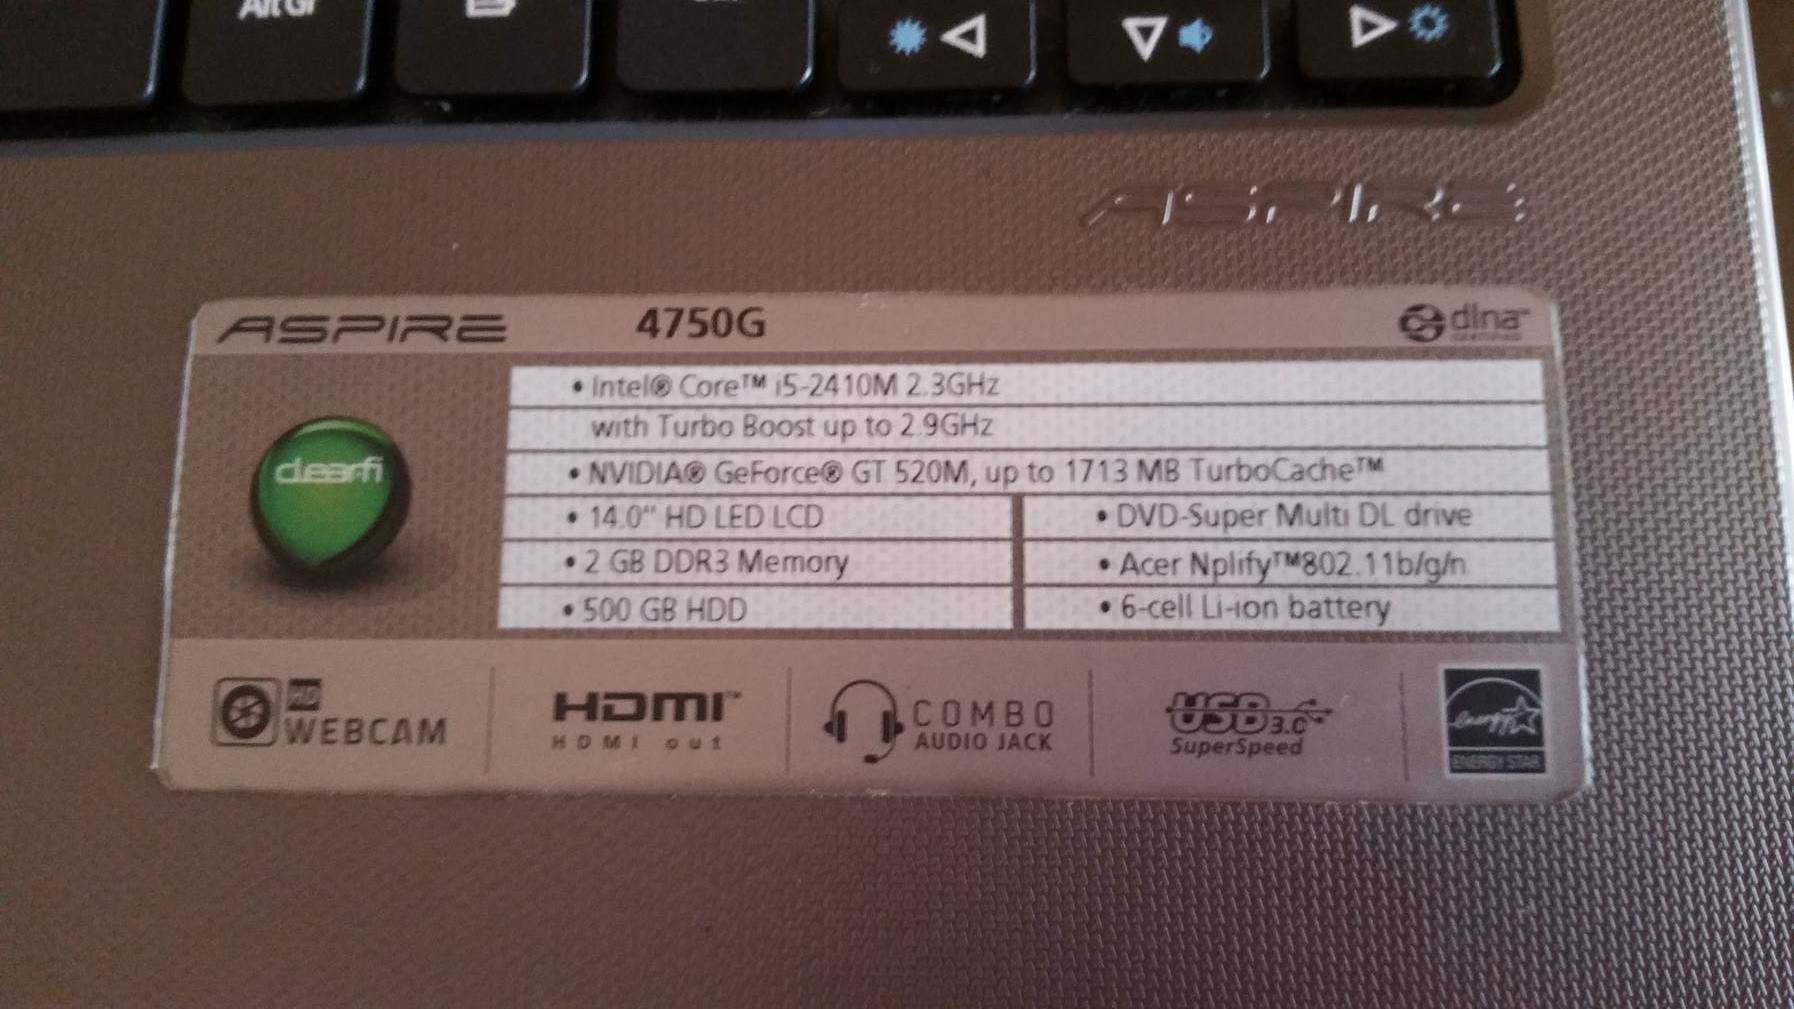 Alt Gr
ASPIRE
ASPIRE 4750G dlna™
CERTIFIED
clearfi
• Intel® Core™ i5-2410M 2.3GHz
with Turbo Boost up to 2.9GHz
• NVIDIA® GeForce® GT 520M, up to 1713 MB TurboCache™
• 14.0" HD LED LCD
• DVD-Super Multi DL drive
• 2 GB DDR3 Memory
• Acer Nplify™802.11b/g/n
• 500 GB HDD
• 6-cell Li-ion battery
HD
WEBCAM
HDMI™
HDMI out
COMBO
AUDIO JACK
USB 3.0
SuperSpeed
energy
ENERGY STAR